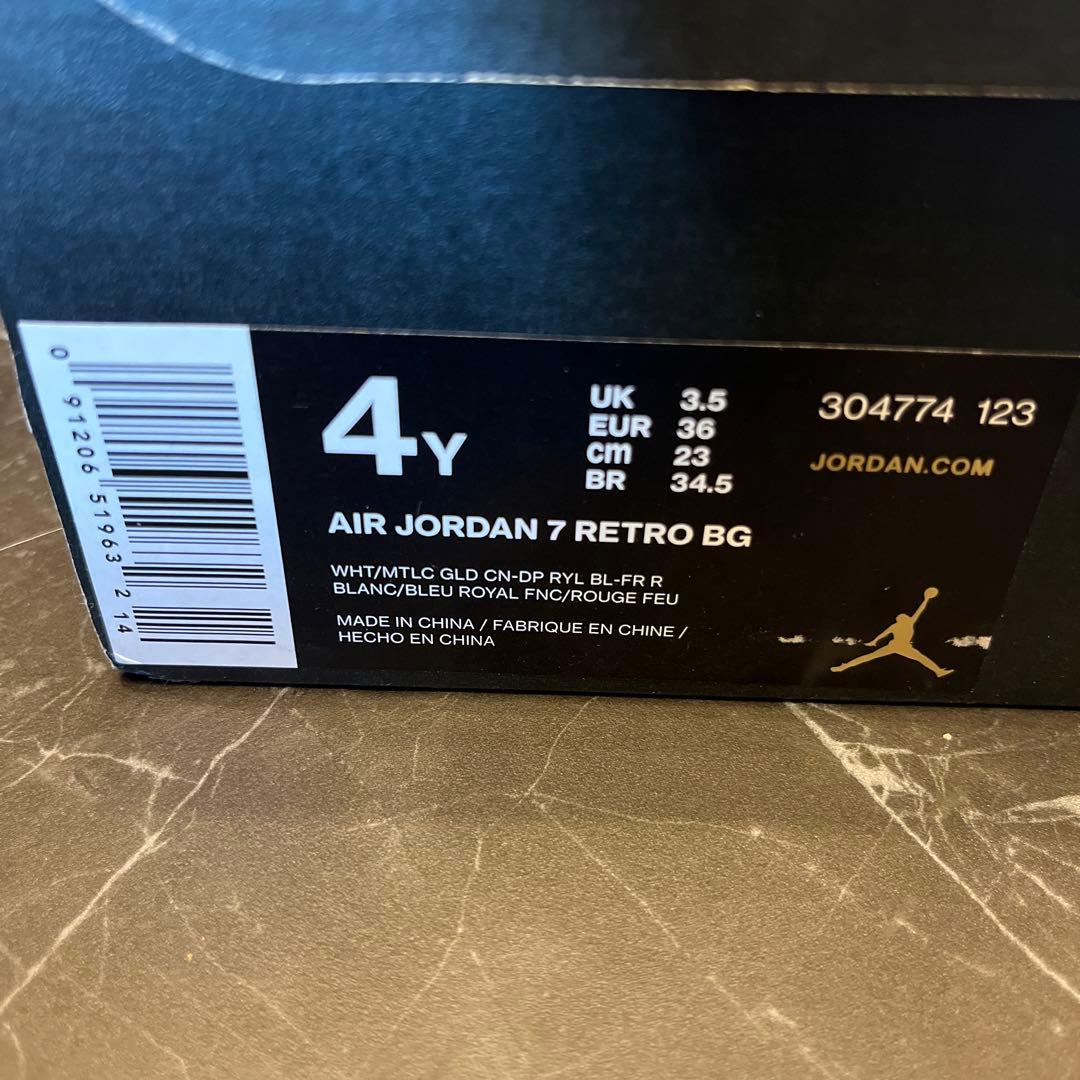 0 91206 51963 2 14
4Y
UK 3.5
EUR 36
cm 23
BR 34.5
304774 123
JORDAN.COM
AIR JORDAN 7 RETRO BG
WHT/MTLC GLD CN-DP RYL BL-FR R
BLANC/BLEU ROYAL FNC/ROUGE FEU
MADE IN CHINA / FABRIQUE EN CHINE /
HECHO EN CHINA